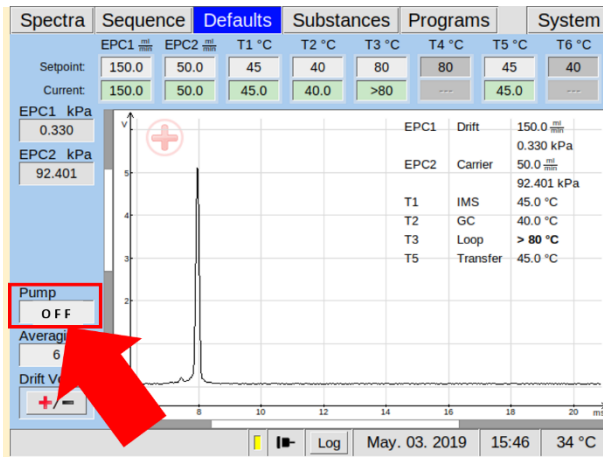 Spectra Sequence Defaults Substances Programs System
EPC1 ml/min EPC2 ml/min T1 °C T2 °C T3 °C T4 °C T5 °C T6 °C
Setpoint: 150.0 50.0 45 40 80 80 45 40
Current: 150.0 50.0 45.0 40.0 >80 --- 45.0 ---
EPC1 kPa
0.330
EPC2 kPa
92.401
Pump
OFF
6
+/-
V
5
4
3
2
8 10 12 14 16 18 20 ms
EPC1 Drift 150.0 ml/min
0.330 kPa
EPC2 Carrier 50.0 ml/min
92.401 kPa
T1 IMS 45.0 °C
T2 GC 40.0 °C
T3 Loop > 80 °C
T5 Transfer 45.0 °C
Log May. 03. 2019 15:46 34 °C